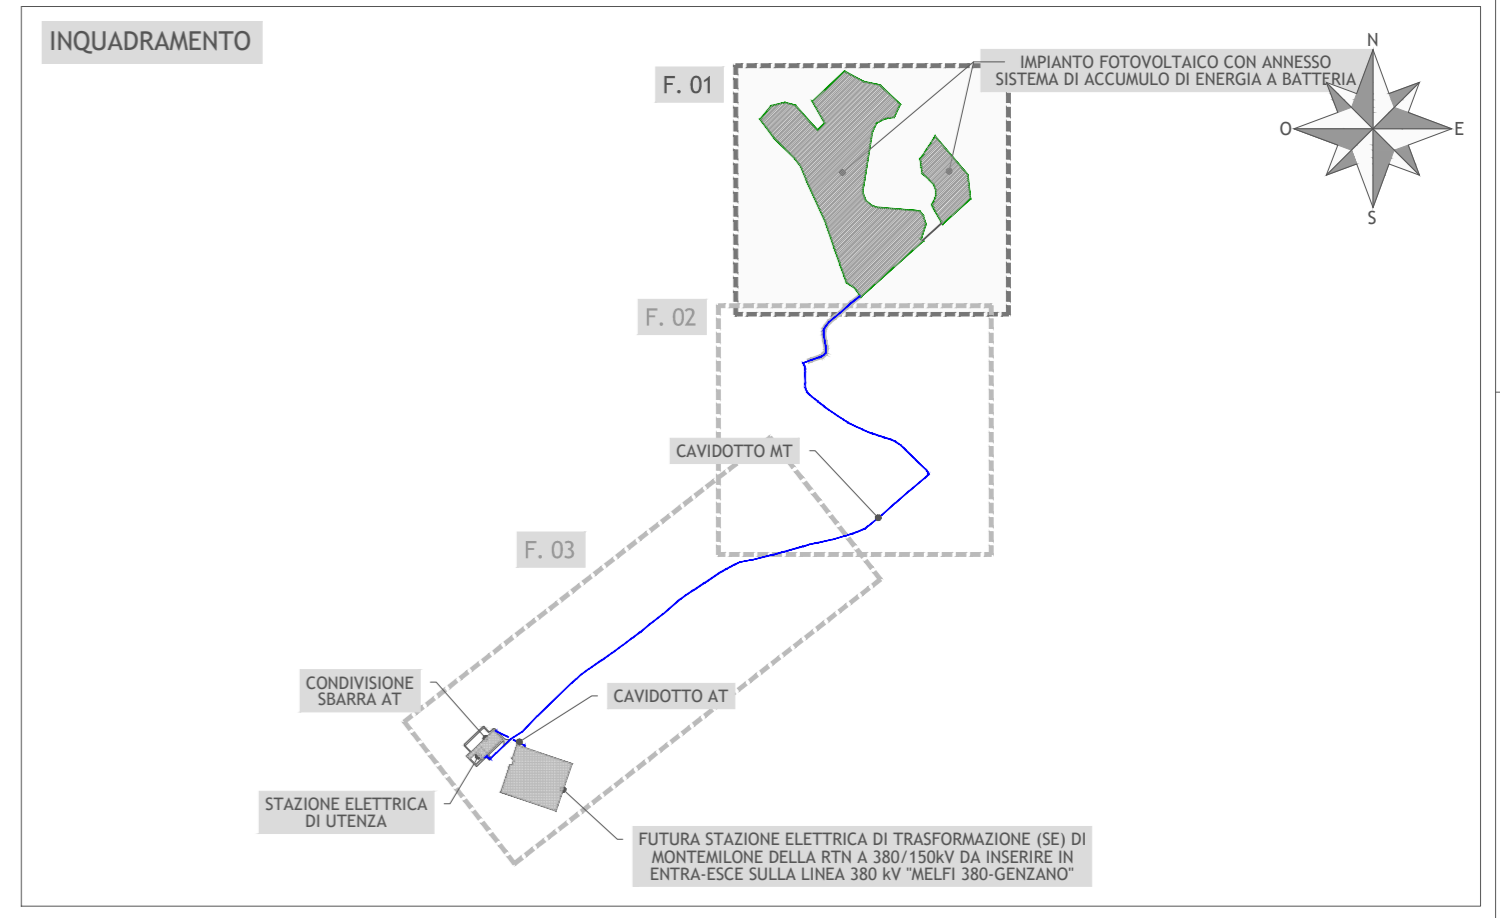 INQUADRAMENTO
F. 01
IMPIANTO FOTOVOLTAICO CON ANNESSO
SISTEMA DI ACCUMULO DI ENERGIA A BATTERIA
N
O
E
S
F. 02
CAVIDOTTO MT
F. 03
CONDIVISIONE
SBARRA AT
CAVIDOTTO AT
STAZIONE ELETTRICA
DI UTENZA
FUTURA STAZIONE ELETTRICA DI TRASFORMAZIONE (SE) DI
MONTEMILONE DELLA RTN A 380/150kV DA INSERIRE IN
ENTRA-ESCE SULLA LINEA 380 kV "MELFI 380-GENZANO"